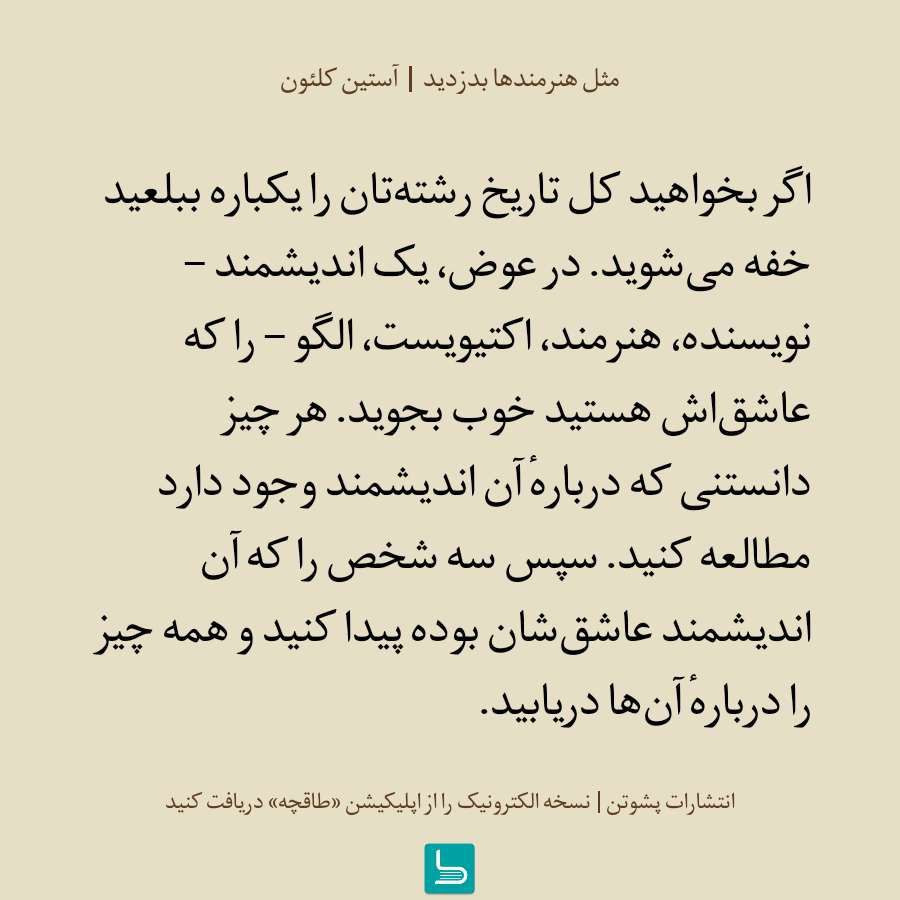 مثل هنرمندها بدزدید | آستین کلئون
اگر بخواهید کل تاریخ رشته‌تان را یکباره ببلعید
خفه می‌شوید. در عوض، یک اندیشمند –
نویسنده، هنرمند، اکتیویست، الگو – را که
عاشق‌اش هستید خوب بجوید. هر چیز
دانستنی که دربارهٔ آن اندیشمند وجود دارد
مطالعه کنید. سپس سه شخص را که آن
اندیشمند عاشق‌شان بوده پیدا کنید و همه چیز
را دربارهٔ آن‌ها دریابید.
انتشارات پشوتن | نسخه الکترونیک را از اپلیکیشن «طاقچه» دریافت کنید